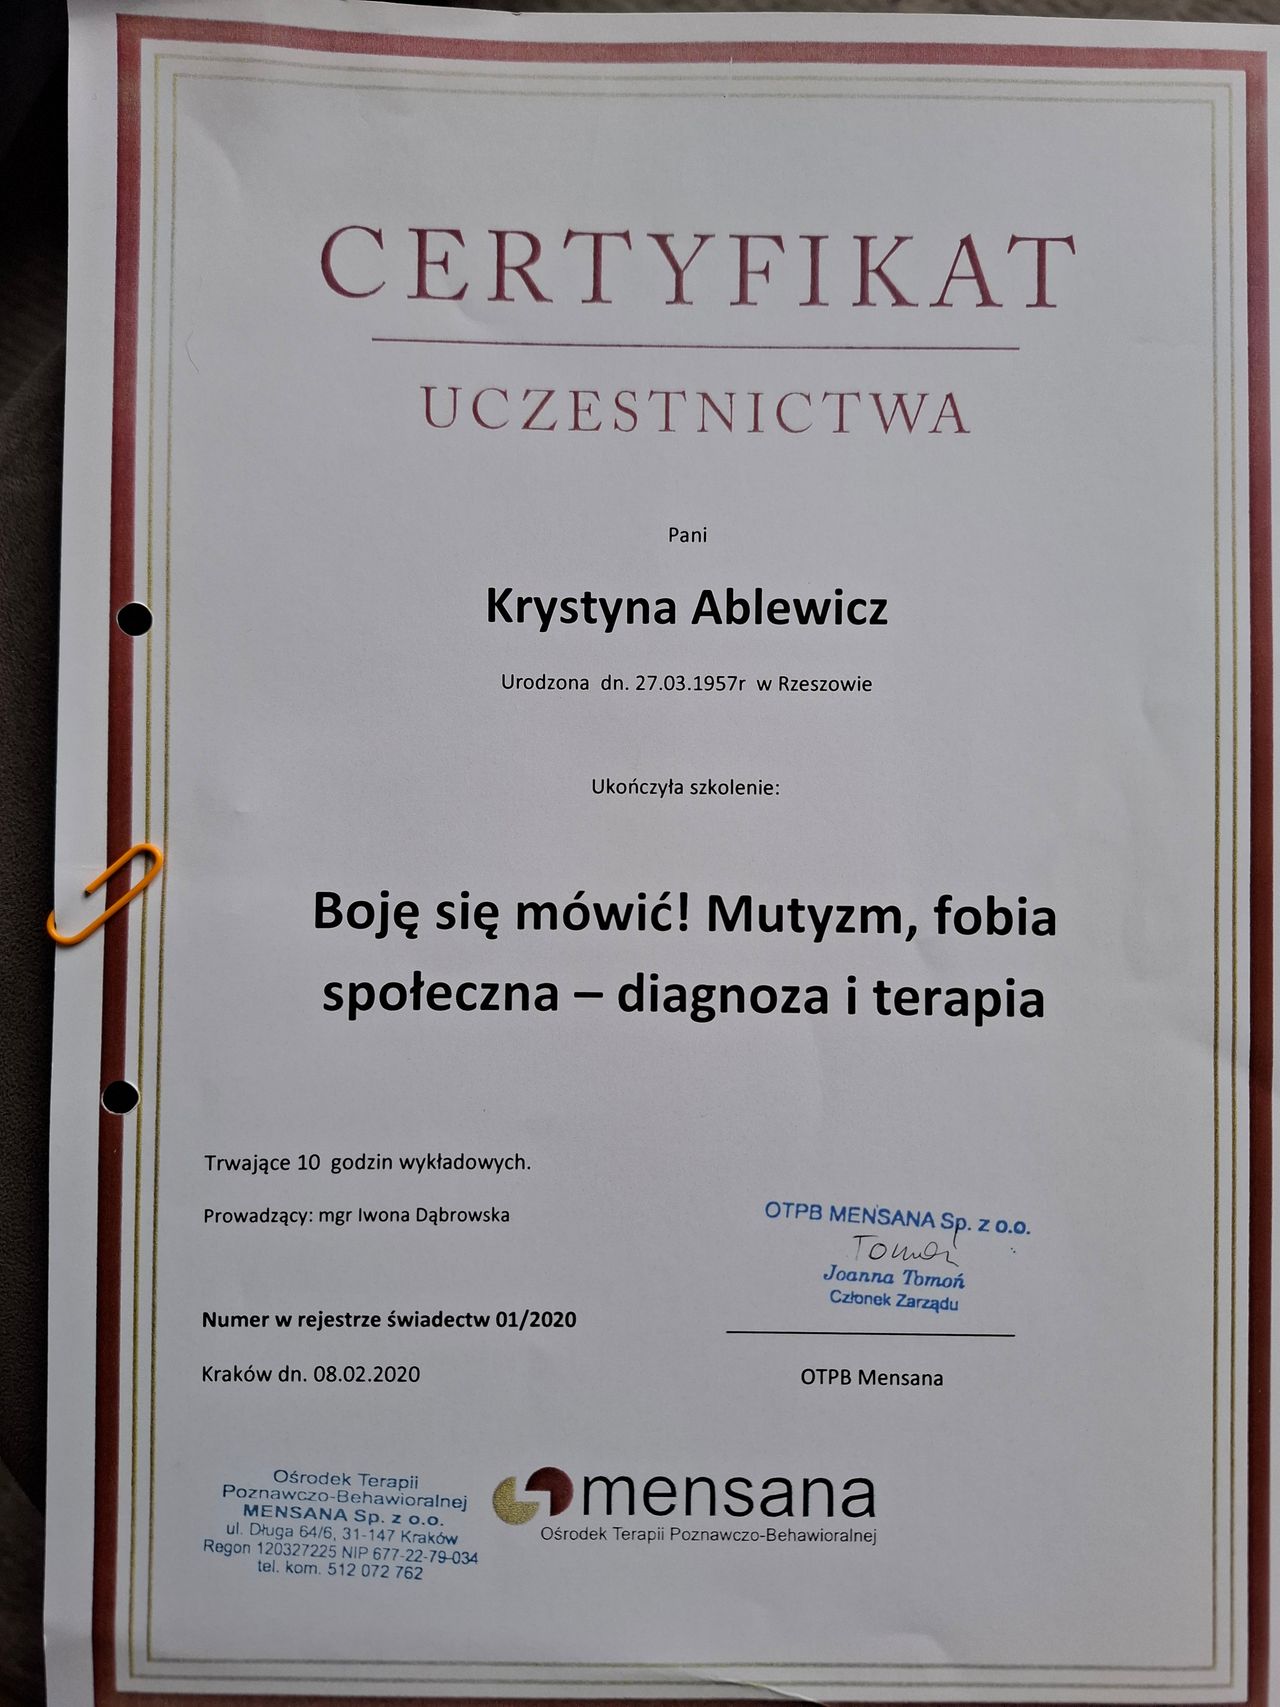 CERTYFIKAT
UCZESTNICTWA
Pani
Krystyna Ablewicz
Urodzona dn. 27.03.1957r w Rzeszowie
Ukończyła szkolenie:
Boję się mówić! Mutyzm, fobia
społeczna – diagnoza i terapia
Trwające 10 godzin wykładowych.
Prowadzący: mgr Iwona Dąbrowska
OTPB MENSANA Sp. z o.o.
Tomoń
Joanna Tomoń
Członek Zarządu
Numer w rejestrze świadectw 01/2020
Kraków dn. 08.02.2020
OTPB Mensana
Ośrodek Terapii
Poznawczo-Behawioralnej
MENSANA Sp. z o.o.
ul. Długa 64/6, 31-147 Kraków
Regon 120327225 NIP 677-22-79-034
tel. kom. 512 072 762
mensana
Ośrodek Terapii Poznawczo-Behawioralnej